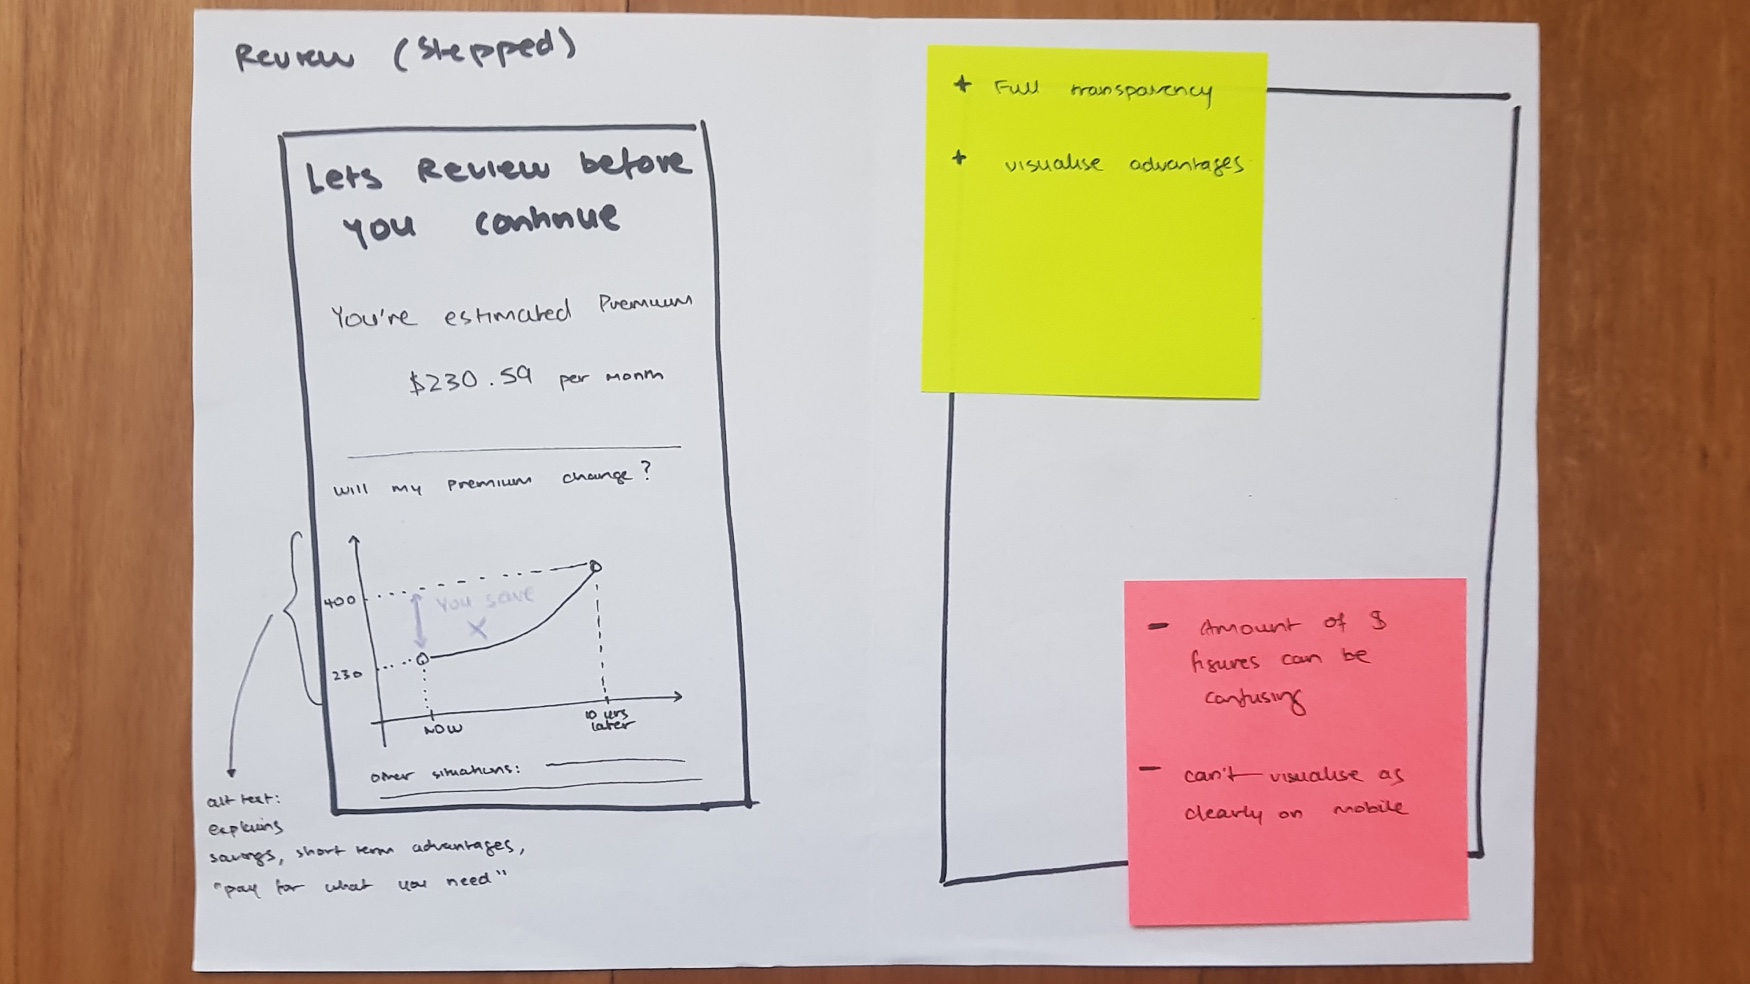 Review (Stepped)
Lets Review before
you continue
You're estimated Premium
$230.59 per month
will my premium change?
400
You save
X
230
NOW
10 yrs
later
other situations:
alt text:
explains
savings, short term advantages,
"pay for what you need"
+ Full transparency
+ visualise advantages
- Amount of $
figures can be
confusing
- can't visualise as
clearly on mobile